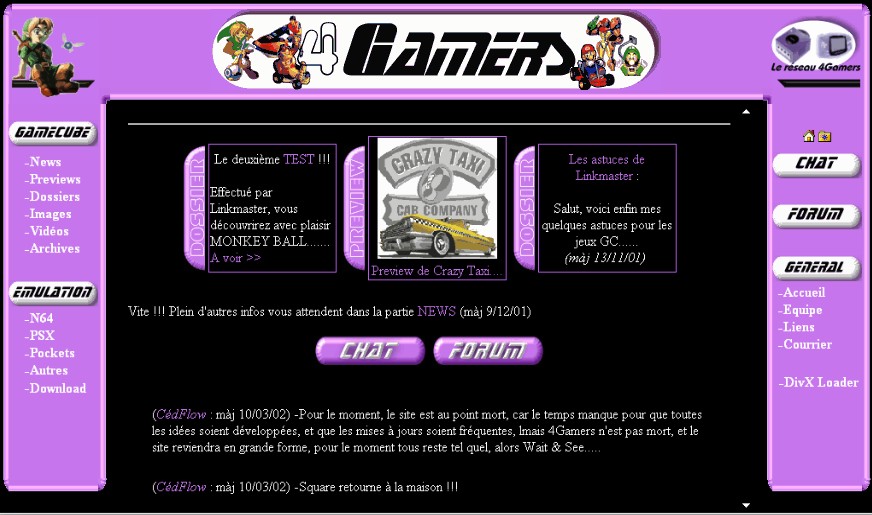 4 GAMERS
Le reseau 4Gamers
GAMECUBE
-News
-Previews
-Dossiers
-Images
-Vidéos
-Archives
EMULATION
-N64
-PSX
-Pockets
-Autres
-Download
DOSSIER
Le deuxième TEST !!!
Effectué par
Linkmaster, vous
découvrirez avec plaisir
MONKEY BALL.......
A voir >>
PREVIEW
CRAZY TAXI
CAR COMPANY
Preview de Crazy Taxi....
DOSSIER
Les astuces de
Linkmaster :
Salut, voici enfin mes
quelques astuces pour les
jeux GC......
(màj 13/11/01)
Vite !!! Plein d'autres infos vous attendent dans la partie NEWS (màj 9/12/01)
CHAT FORUM
(CédFlow : màj 10/03/02) -Pour le moment, le site est au point mort, car le temps manque pour que toutes
les idées soient développées, et que les mises à jours soient fréquentes, lmais 4Gamers n'est pas mort, et le
site reviendra en grande forme, pour le moment tous reste tel quel, alors Wait & See.....
(CédFlow : màj 10/03/02) -Square retourne à la maison !!!
CHAT
FORUM
GENERAL
-Accueil
-Equipe
-Liens
-Courrier
-DivX Loader